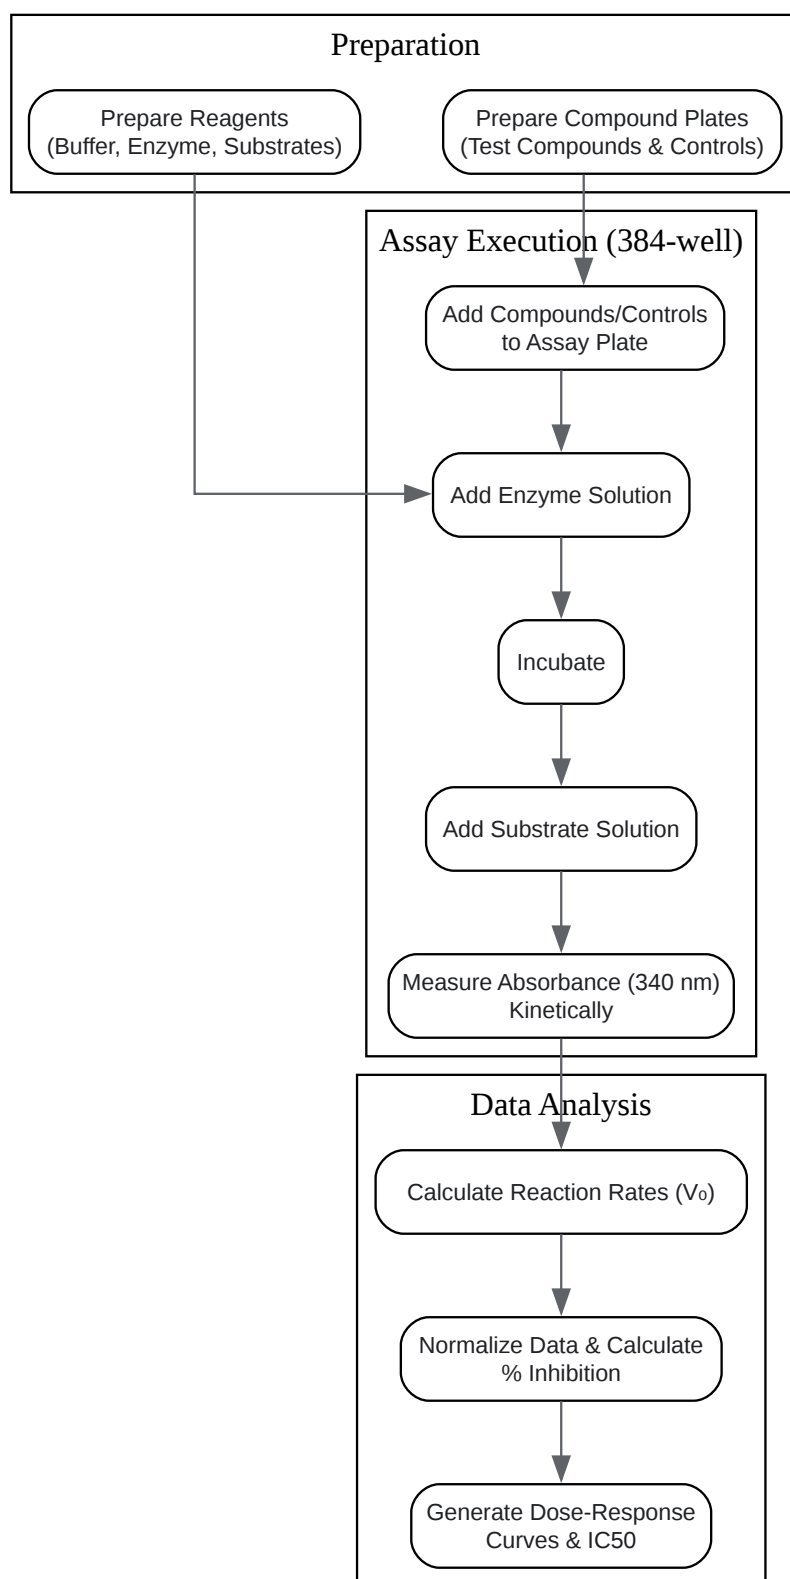 Preparation
Prepare Reagents
(Buffer, Enzyme, Substrates)
Prepare Compound Plates
(Test Compounds & Controls)
Assay Execution (384-well)
Add Compounds/Controls
to Assay Plate
Add Enzyme Solution
Incubate
Add Substrate Solution
Measure Absorbance (340 nm)
Kinetically
Data Analysis
Calculate Reaction Rates (V₀)
Normalize Data & Calculate
% Inhibition
Generate Dose-Response
Curves & IC50